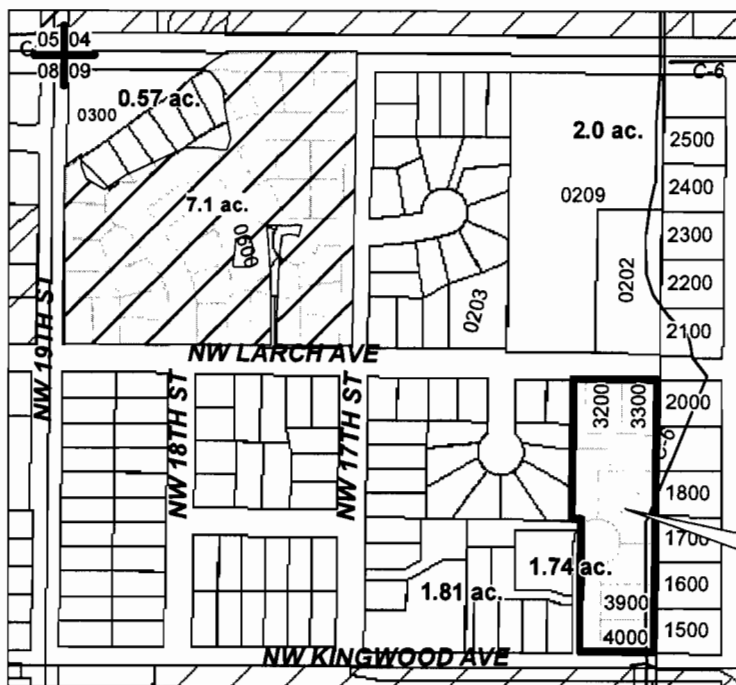 05 04
C
08 09
C-6
0300
0.57 ac.
2.0 ac.
2500
2400
0209
7.1 ac.
2300
0600
0202
2200
0203
2100
NW LARCH AVE
NW 19TH ST
NW 18TH ST
NW 17TH ST
3200
3300
2000
C-6
1800
1700
1.74 ac.
1600
1.81 ac.
3900
1500
4000
NW KINGWOOD AVE